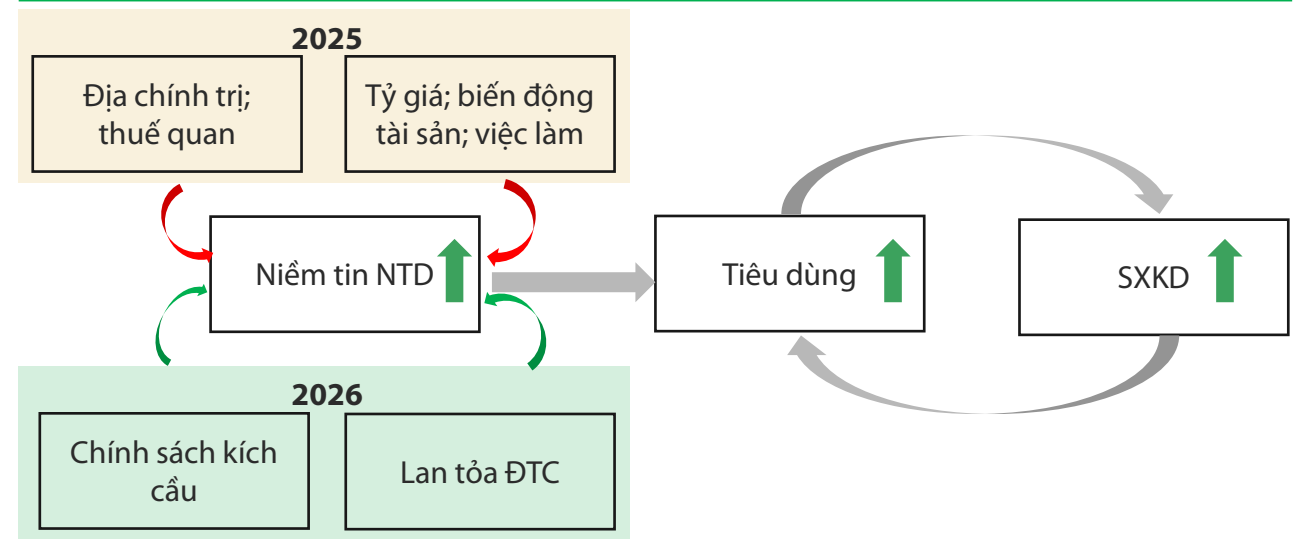 2025
Địa chính trị;
thuế quan
Tỷ giá; biến động
tài sản; việc làm
Niềm tin NTD
Tiêu dùng
SXKD
2026
Chính sách kích
cầu
Lan tỏa ĐTC